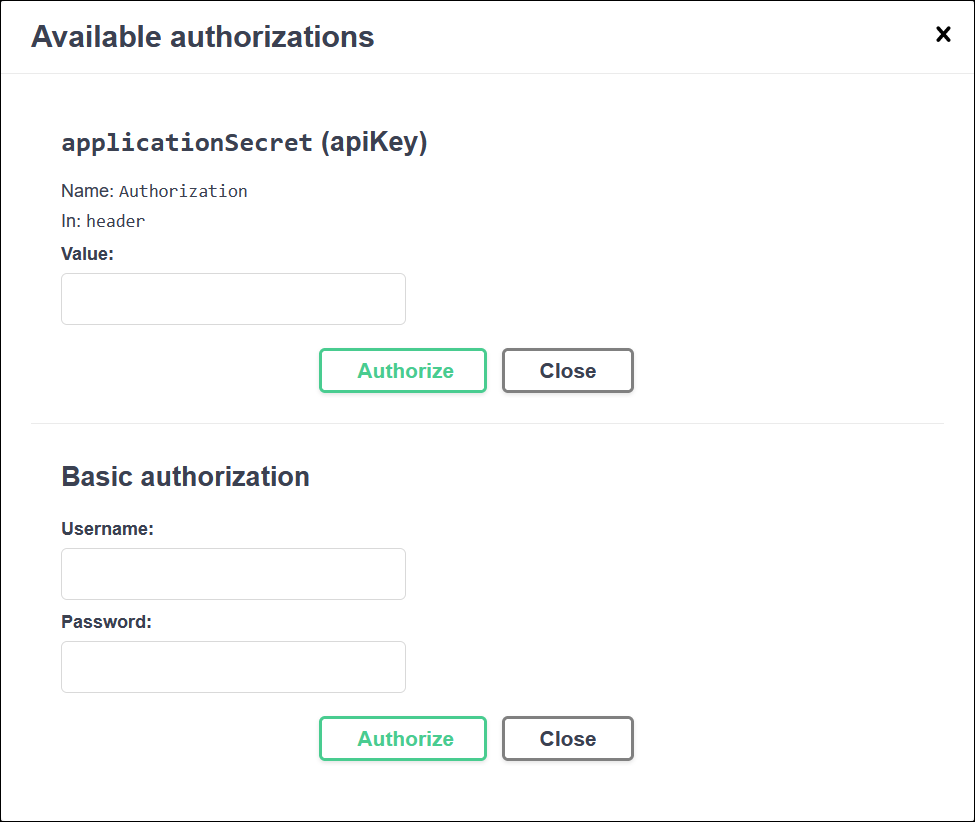 Available authorizations
applicationSecret (apiKey)
Name: Authorization
In: header
Value:
Authorize Close
Basic authorization
Username:
Password:
Authorize Close